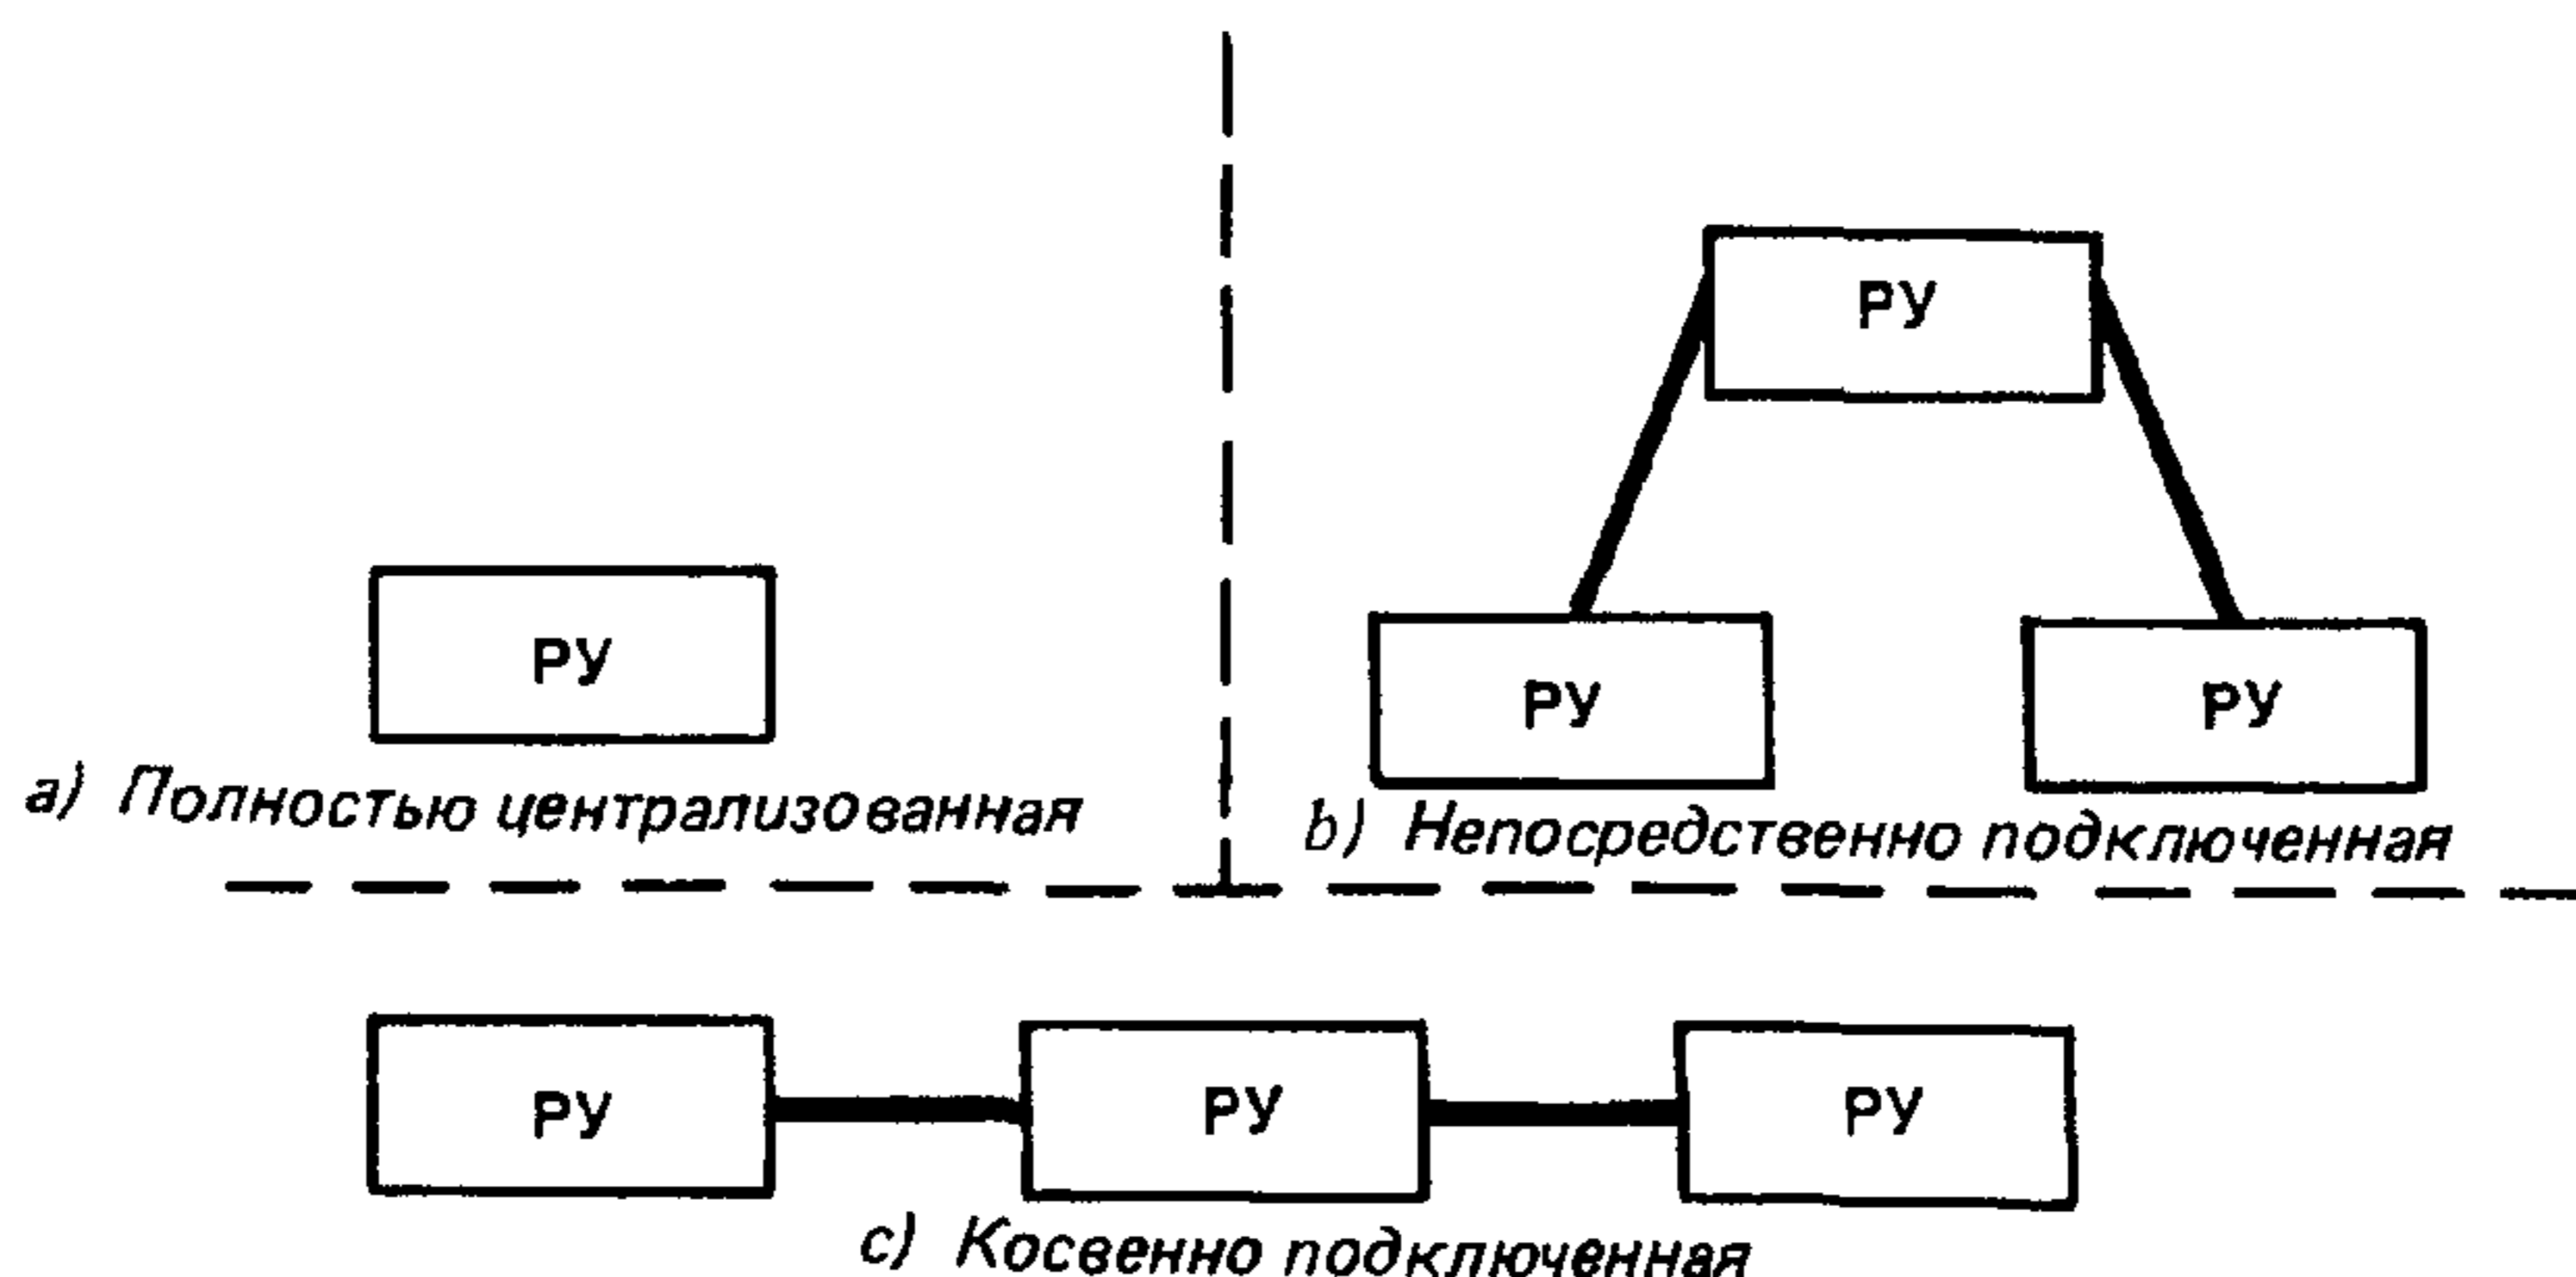 РУ
а) Полностью централизованная
РУ
РУ
РУ
b) Непосредственно подключенная
РУ
РУ
РУ
c) Косвенно подключенная